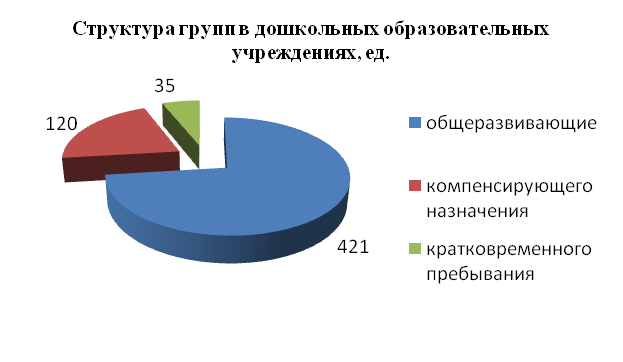 Структура групп в дошкольных образовательных
учреждениях, ед.
35
120
421
общеразвивающие
компенсирующего
назначения
кратковременного
пребывания